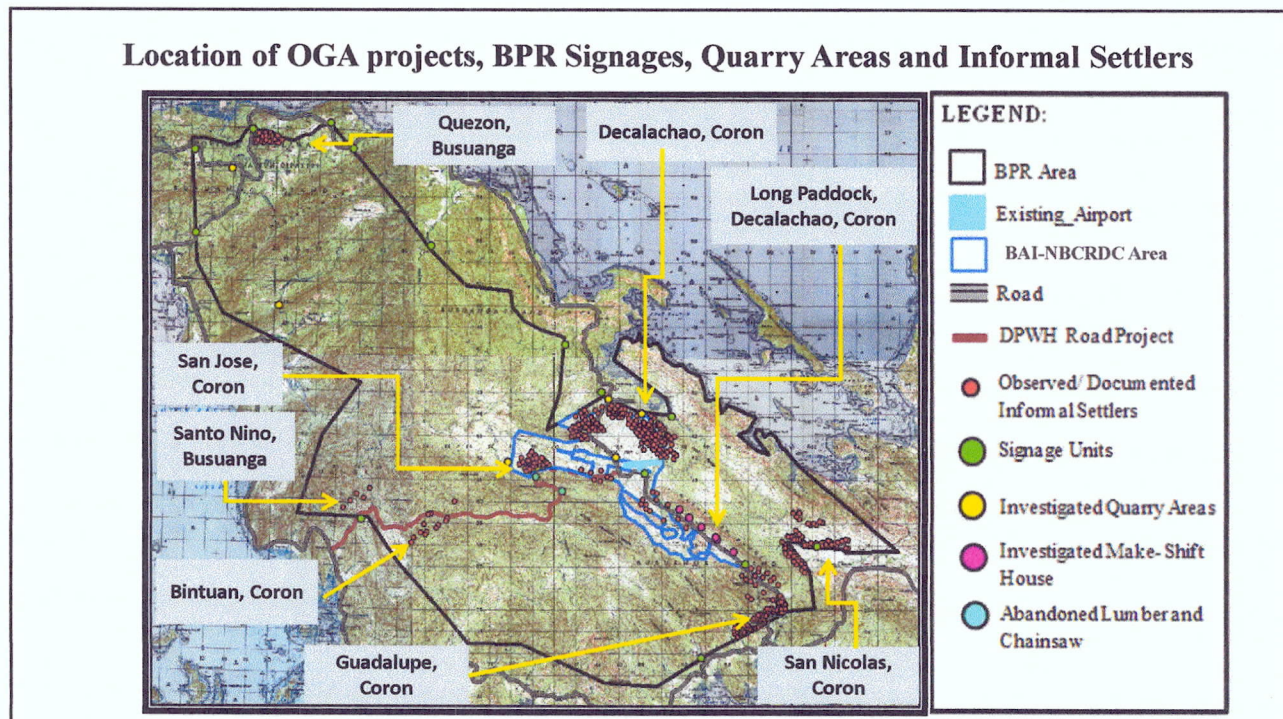 Location of OGA projects, BPR Signages, Quarry Areas and Informal Settlers
Quezon,
Busuanga
Decalachao, Coron
Long Paddock,
Decalachao, Coron
San Jose,
Coron
Santo Nino,
Busuanga
Bintuan, Coron
Guadalupe,
Coron
San Nicolas,
Coron
LEGEND:
BPR Area
Existing_Airport
BAI-NBCRDC Area
Road
DPWH Road Project
Observed/Documented
Informal Settlers
Signage Units
Investigated Quarry Areas
Investigated Make-Shift
House
Abandoned Lumber and
Chainsaw